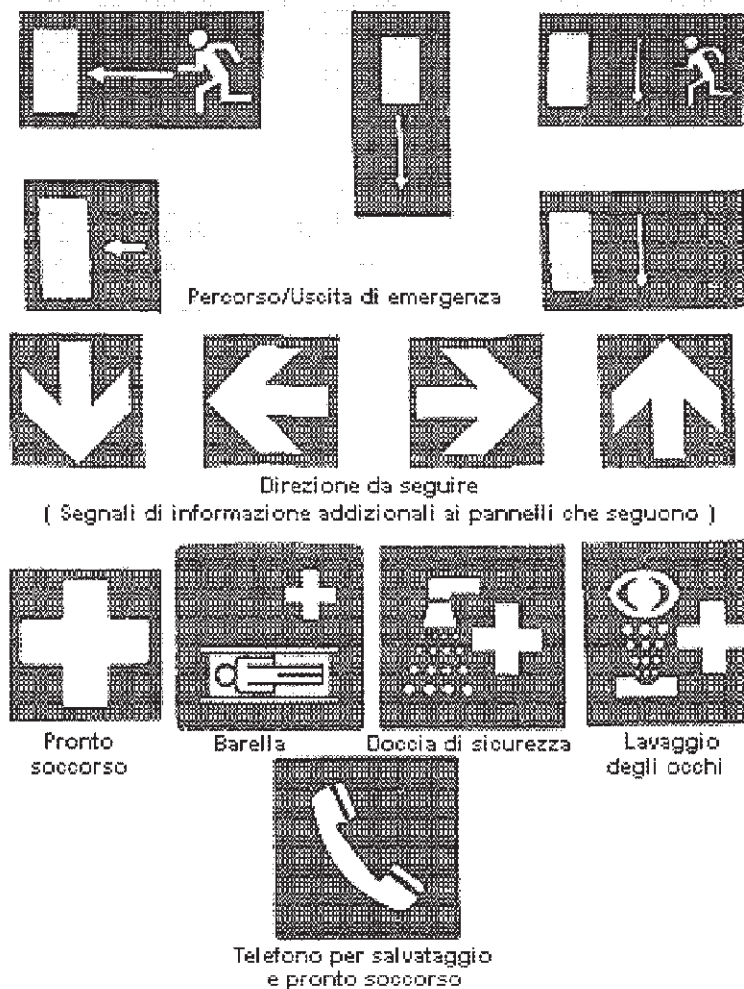 Percorso/Uscita di emergenza
Direzione da seguire
( Segnali di informazione addizionali ai pannelli che seguono )
Pronto
soccorso
Barella
Doccia di sicurezza
Lavaggio
degli occhi
Telefono per salvataggio
e pronto soccorso